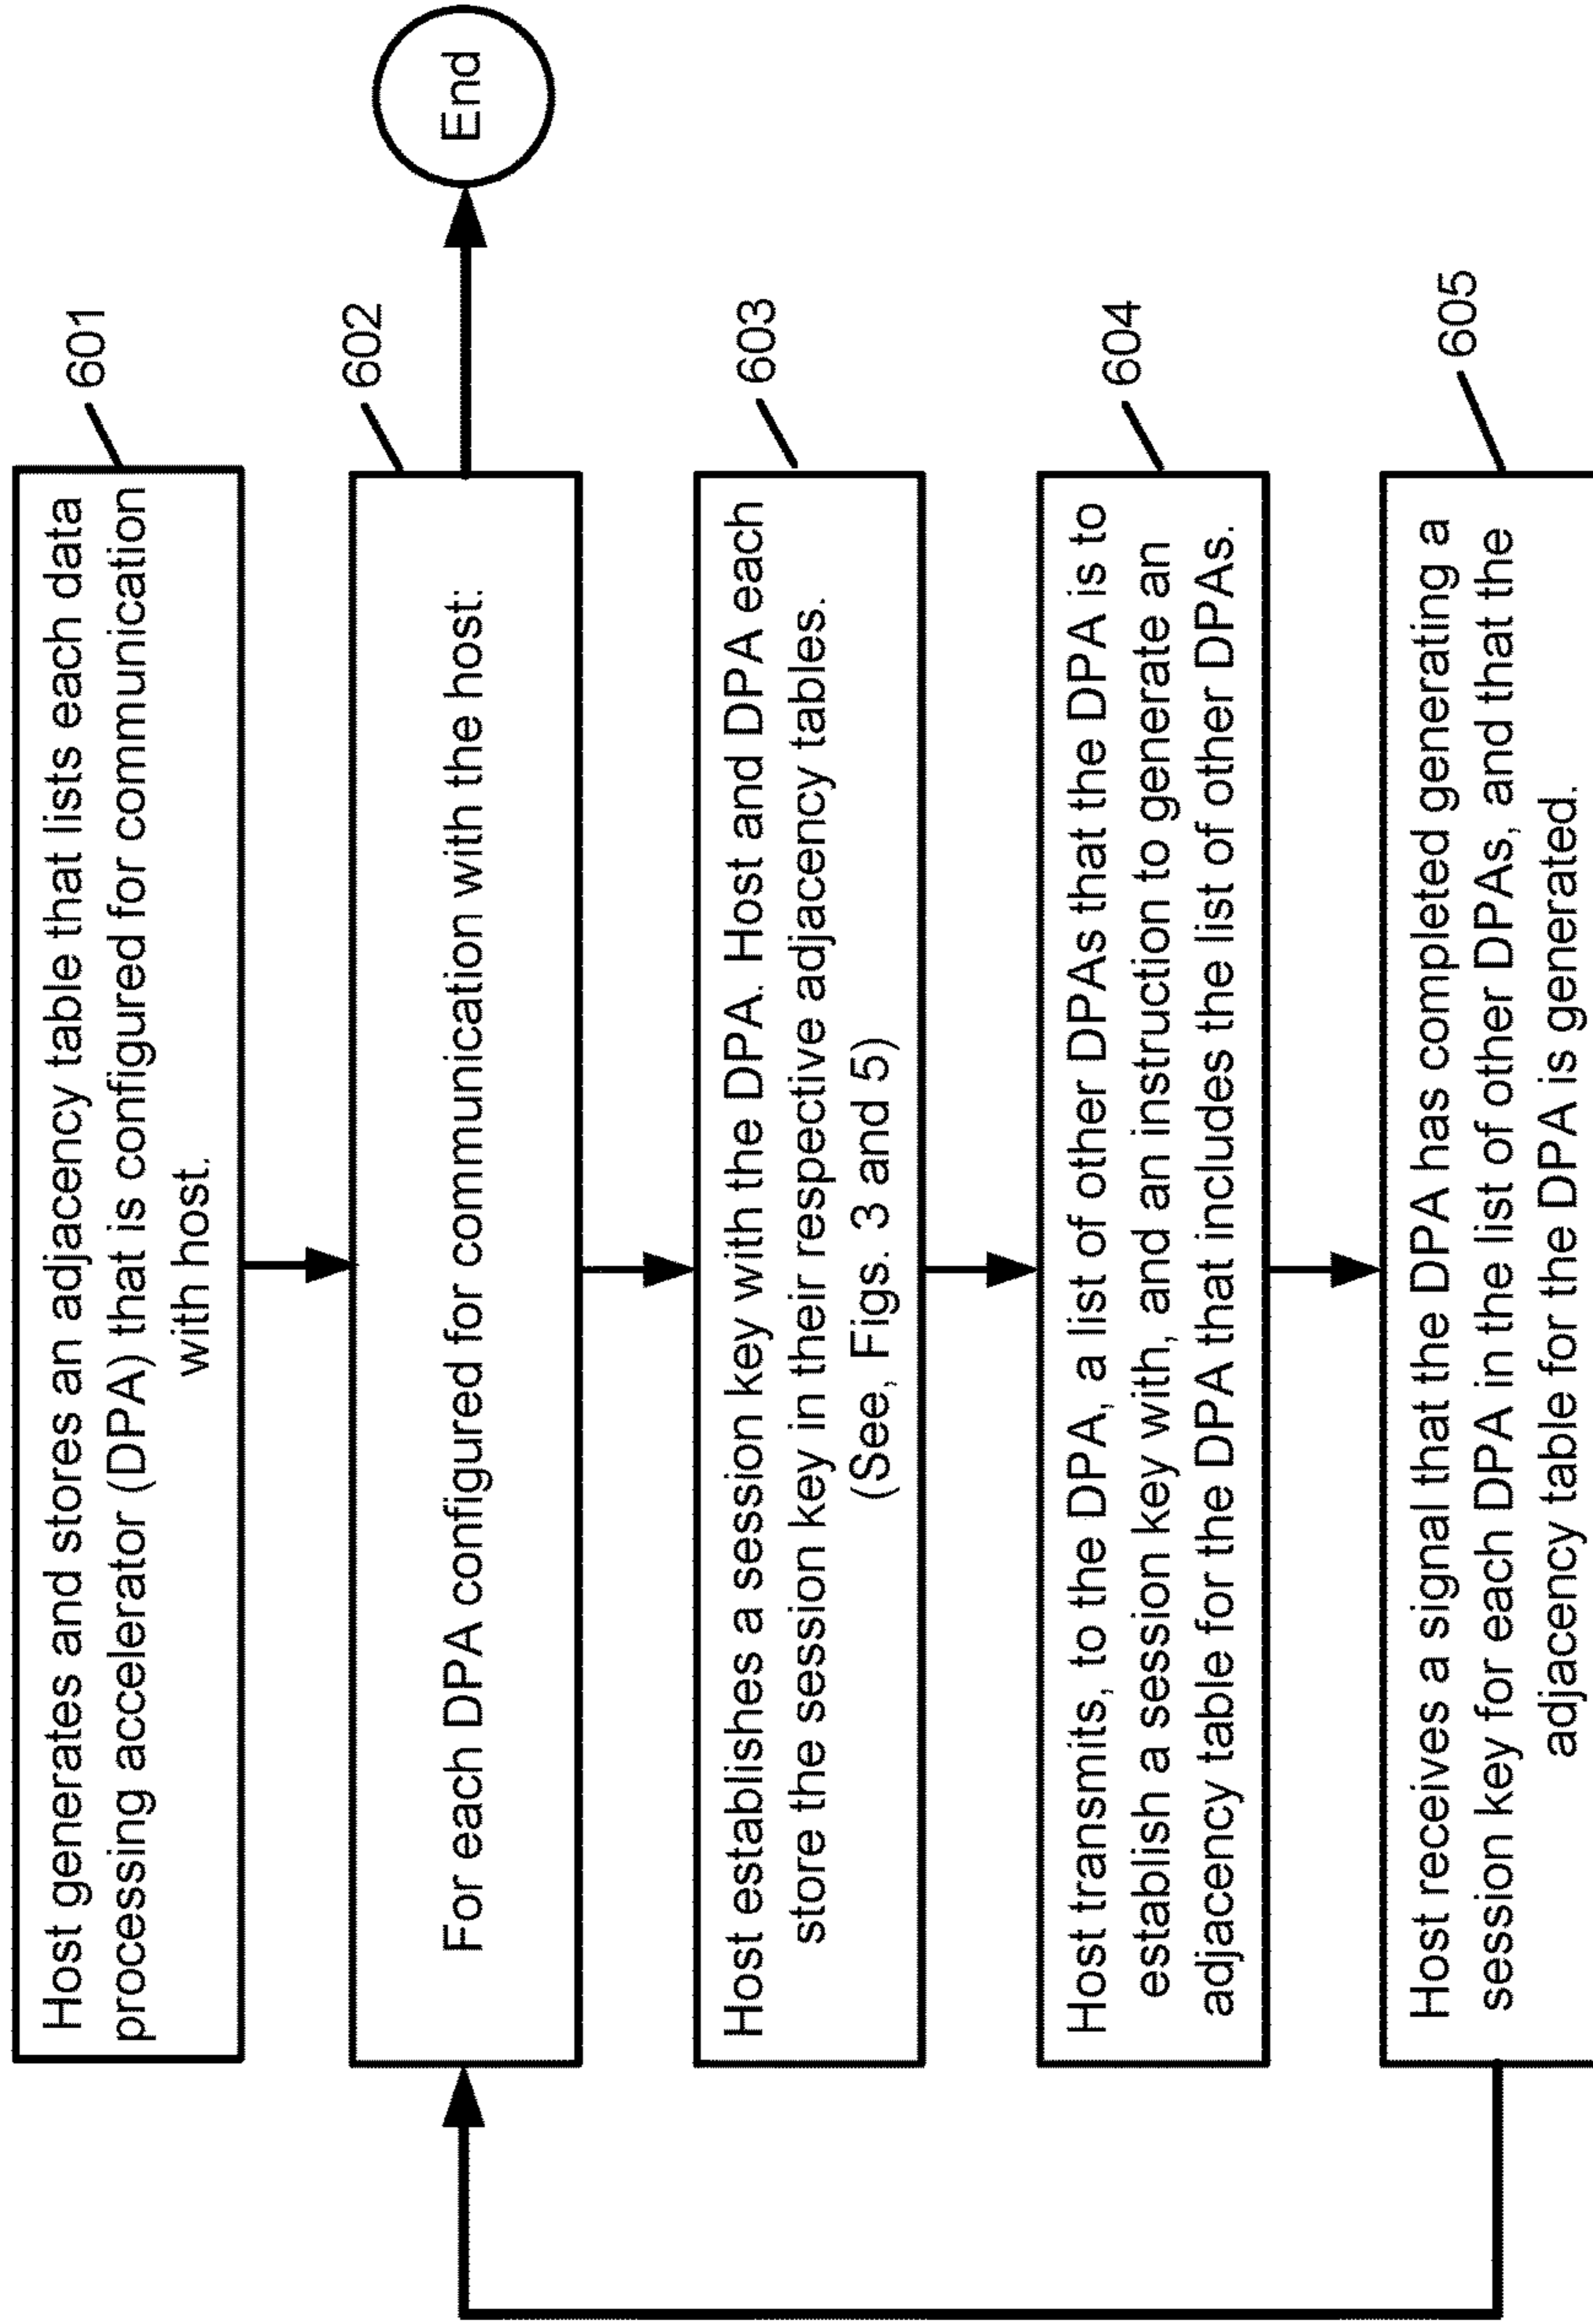 Host generates and stores an adjacency table that lists each data
processing accelerator (DPA) that is configured for communication
with host.
601
For each DPA configured for communication with the host:
602
End
Host establishes a session key with the DPA. Host and DPA each
store the session key in their respective adjacency tables.
(See, Figs. 3 and 5)
603
Host transmits, to the DPA, a list of other DPAs that the DPA is to
establish a session key with, and an instruction to generate an
adjacency table for the DPA that includes the list of other DPAs.
604
Host receives a signal that the DPA has completed generating a
session key for each DPA in the list of other DPAs, and that the
adjacency table for the DPA is generated.
605